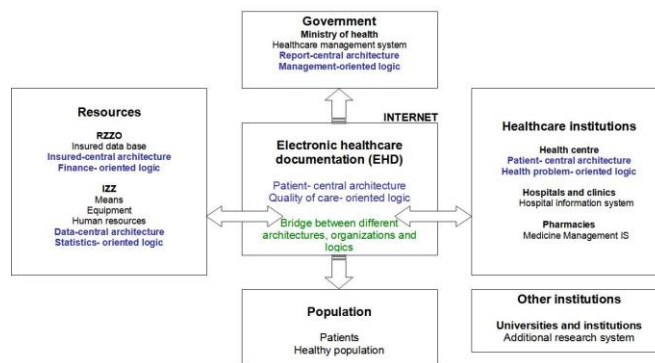 Government
Ministry of health
Healthcare management system
Report-central architecture
Management-oriented logic
Resources
RZZO
Insured data base
Insured-central architecture
Finance- oriented logic
IZZ
Means
Equipment
Human resources
Data-central architecture
Statistics- oriented logic
INTERNET
Electronic healthcare
documentation (EHD)
Patient- central architecture
Quality of care- oriented logic
Bridge between different
architectures, organizations and
logics
Healthcare institutions
Health centre
Patient- central architecture
Health problem- oriented logic
Hospitals and clinics
Hospital information system
Pharmacies
Medicine Management IS
Population
Patients
Healthy population
Other institutions
Universities and institutions
Additional research system